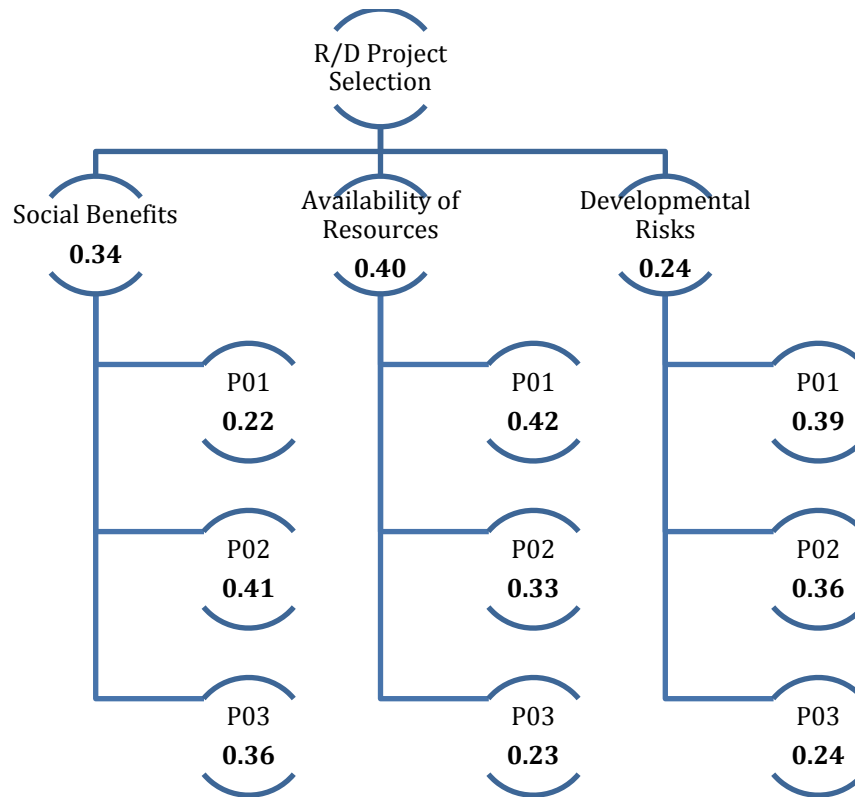 R/D Project
Selection
Social Benefits
0.34
Availability of
Resources
0.40
Developmental
Risks
0.24
P01
0.22
P02
0.41
P03
0.36
P01
0.42
P02
0.33
P03
0.23
P01
0.39
P02
0.36
P03
0.24